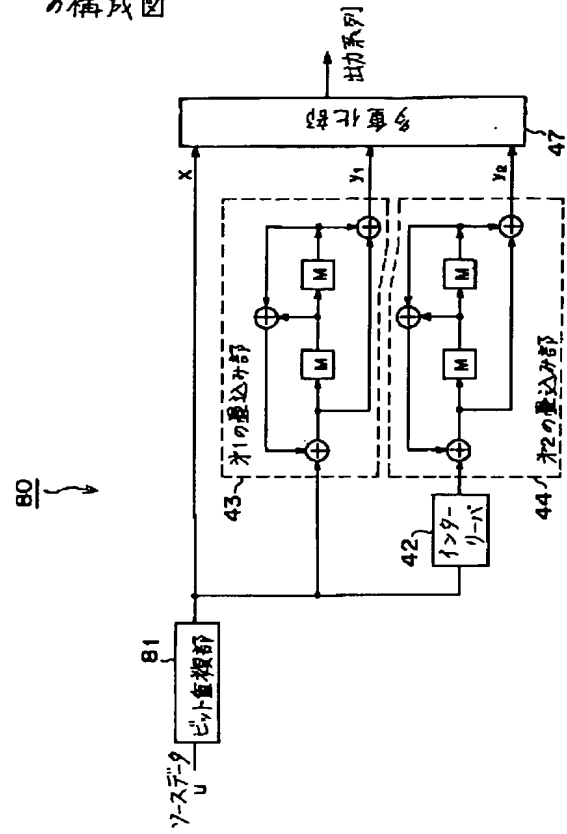 の構成図
80
ソースデータ
u
81
ビット重複部
x
43
第1の畳込み部
M
M
y1
42
インター
リーバ
44
第2の畳込み部
M
M
y2
多重化部
47
出力系列